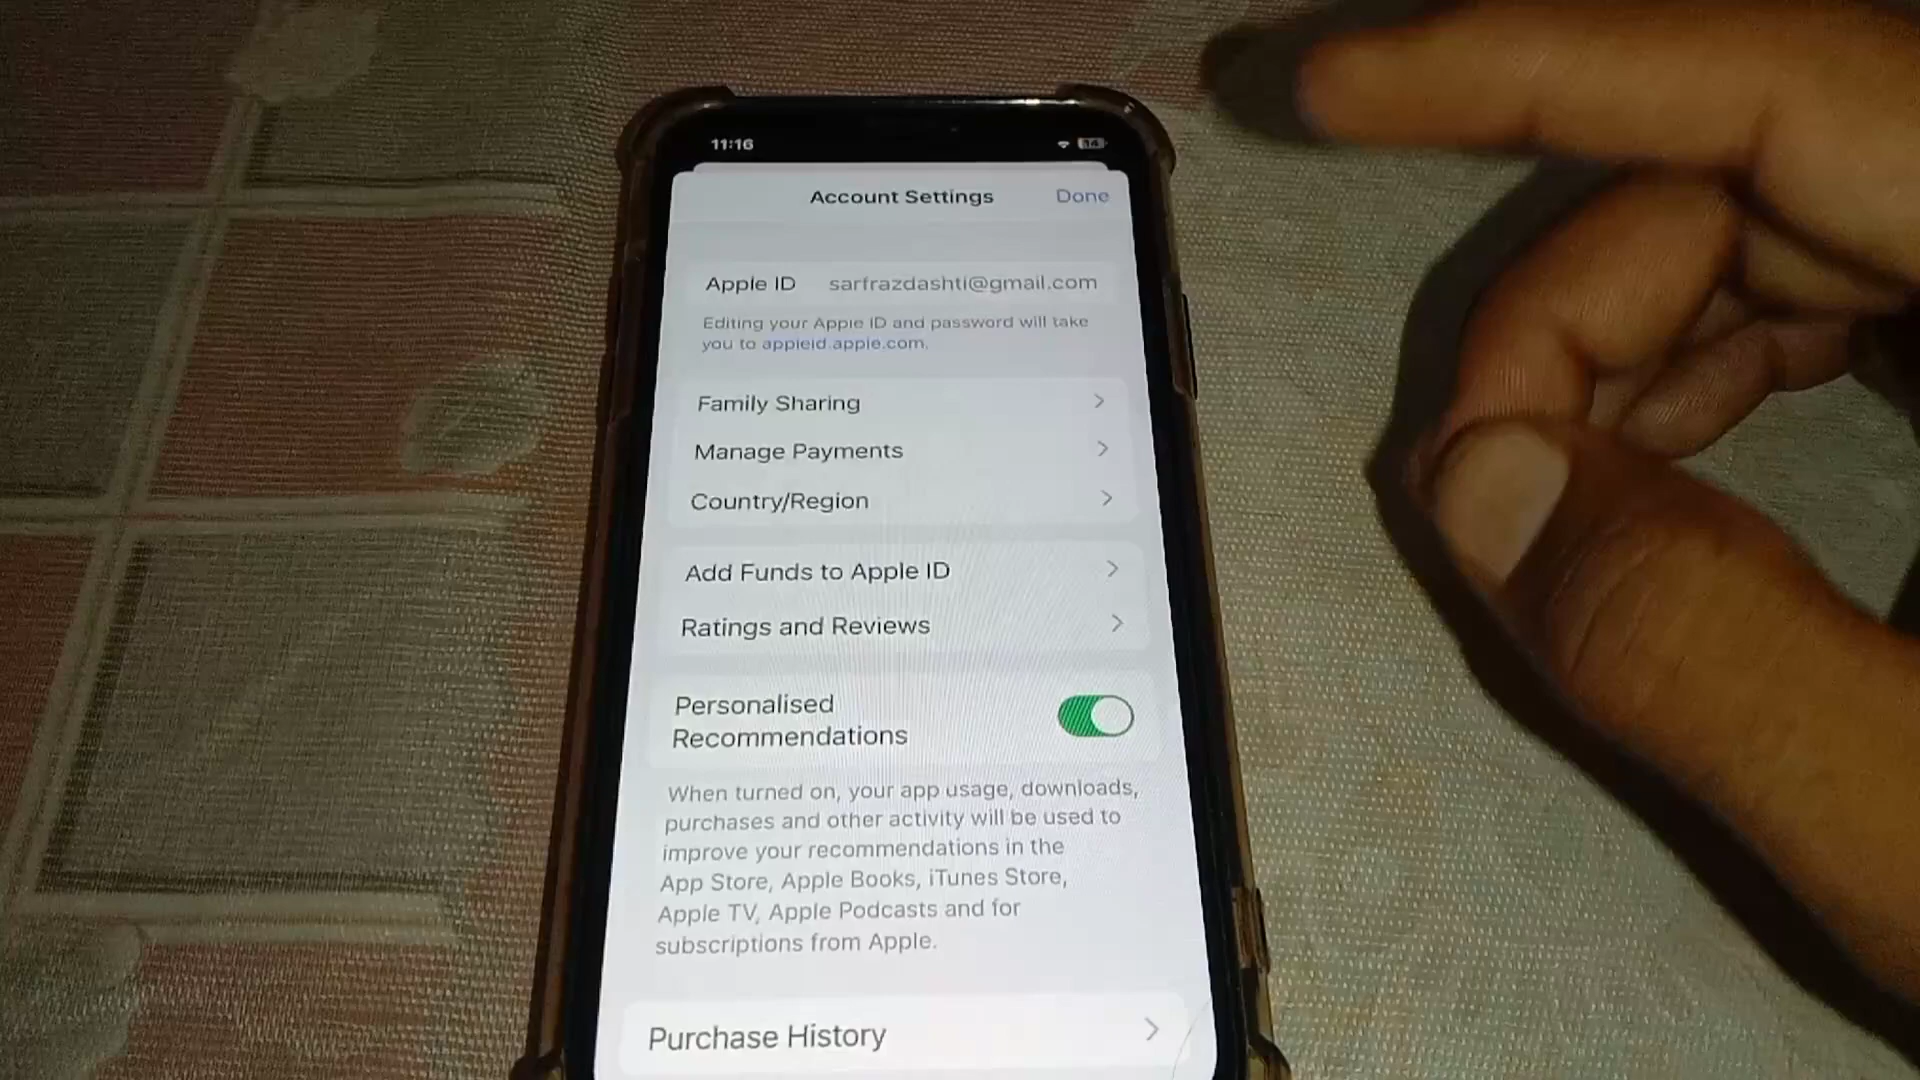 11:16
Account Settings Done
Apple ID sarfrazdashti@gmail.com
Editing your Apple ID and password will take
you to appleid.apple.com.
Family Sharing
Manage Payments
Country/Region
Add Funds to Apple ID
Ratings and Reviews
Personalised
Recommendations
When turned on, your app usage, downloads,
purchases and other activity will be used to
improve your recommendations in the
App Store, Apple Books, iTunes Store,
Apple TV, Apple Podcasts and for
subscriptions from Apple.
Purchase History